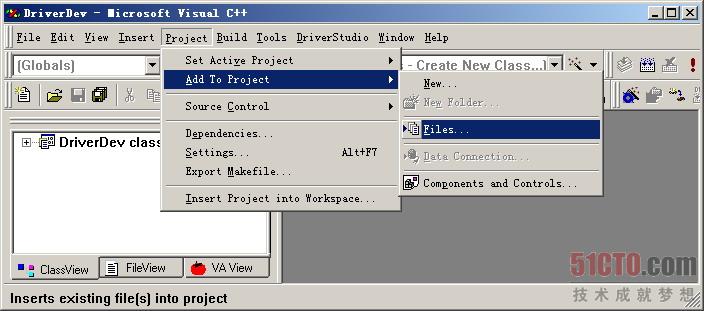 DriverDev - Microsoft Visual C++
File Edit View Insert Project Build Tools DriverStudio Window Help
(Globals)
- Create New Class...]
Set Active Project
Add To Project
Source Control
Dependencies...
Settings... Alt+F7
Export Makefile...
Insert Project into Workspace...
New...
New Folder...
Files...
Data Connection...
Components and Controls...
DriverDev clas
ClassView FileView VA View
Inserts existing file(s) into project
51CTO.com
技术成就梦想